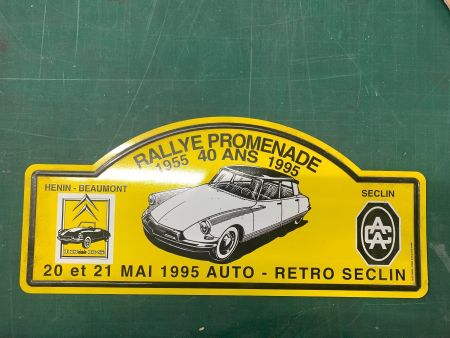 RALLYE PROMENADE
1955 40 ANS 1995
HENIN - BEAUMONT
SECLIN
20 et 21 MAI 1995 AUTO - RETRO SECLIN